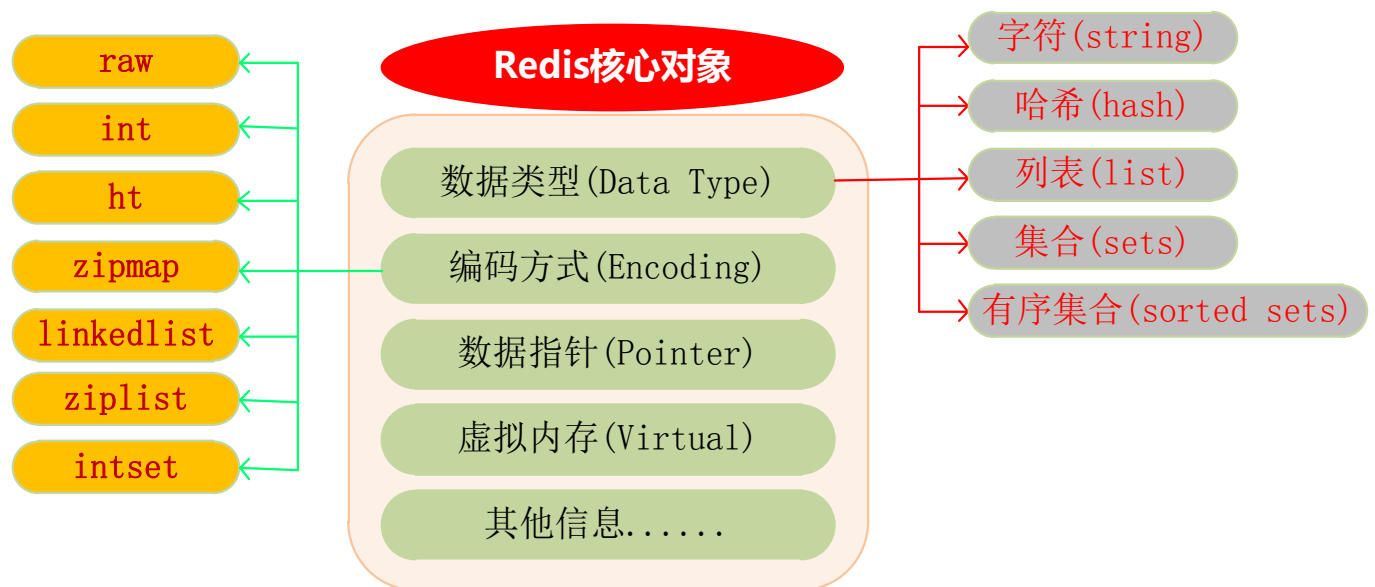 Redis核心对象
数据类型(Data Type)
编码方式(Encoding)
数据指针(Pointer)
虚拟内存(Virtual)
其他信息......
raw
int
ht
zipmap
linkedlist
ziplist
intset
字符(string)
哈希(hash)
列表(list)
集合(sets)
有序集合(sorted sets)